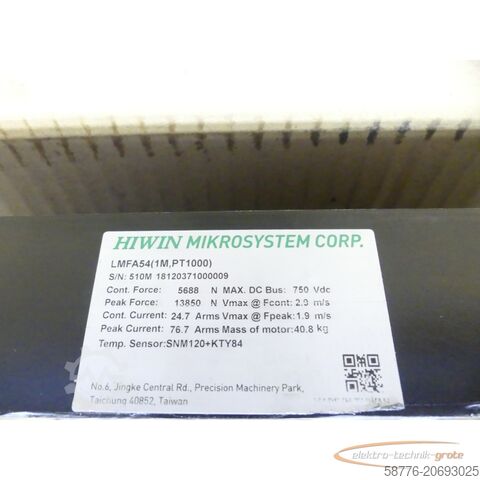 HIWIN MIKROSYSTEM CORP.
LMFA54(1M,PT1000)
S/N: 510M 18120371000009
Cont. Force: 5688 N MAX. DC Bus: 750 Vdc
Peak Force: 13850 N Vmax @ Fcont: 2.9 m/s
Cont. Current: 24.7 Arms Vmax @ Fpeak: 1.9 m/s
Peak Current: 76.7 Arms Mass of motor: 40.8 kg
Temp. Sensor:SNM120+KTY84
No.6, Jingke Central Rd., Precision Machinery Park,
Taichung 40852, Taiwan
elektro-technik-grote
58776-20693025